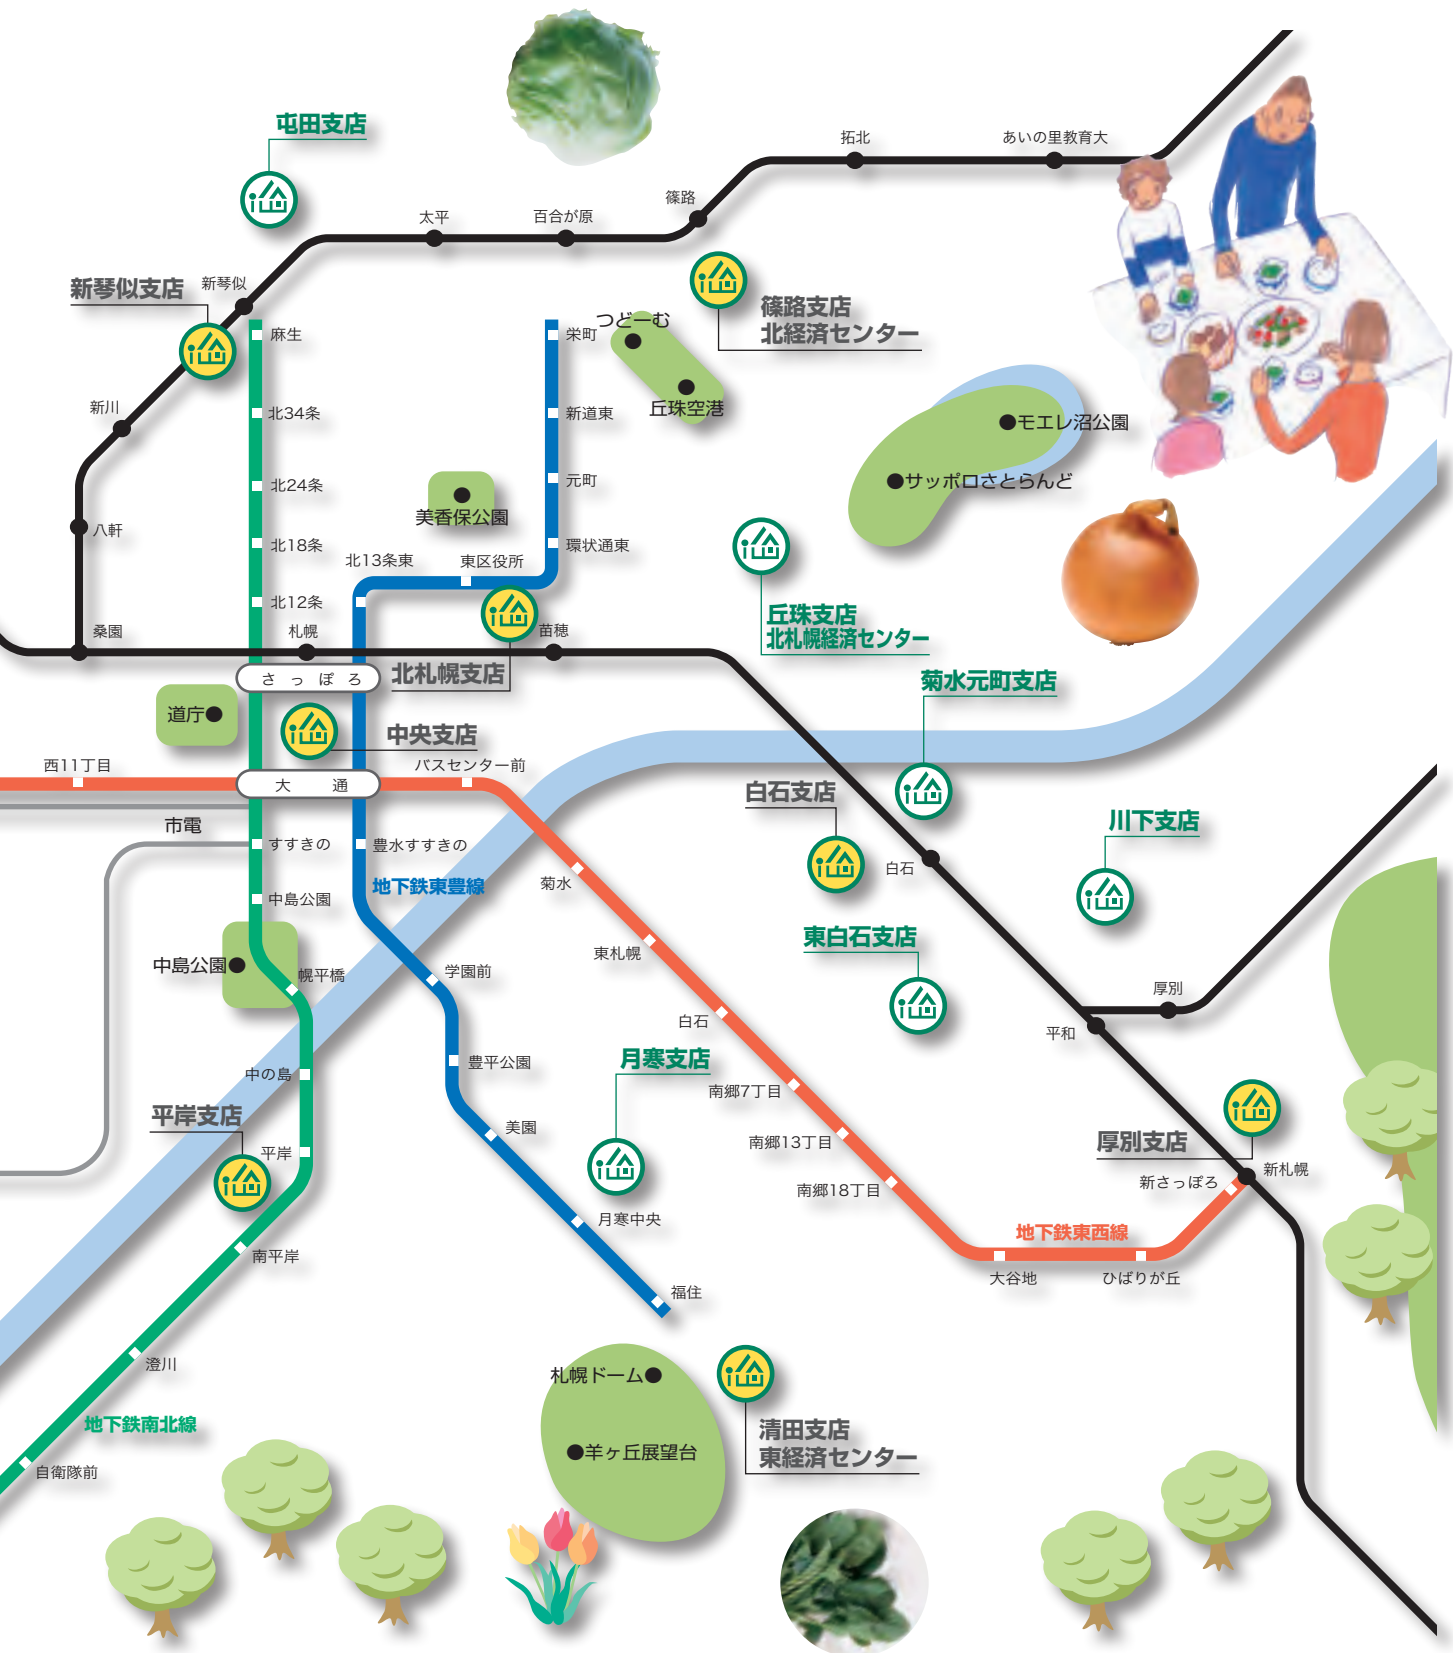 屯田支店
拓北
あいの里教育大
篠路
太平
百合が原
新琴似支店
新琴似
篠路支店
北経済センター
つどーむ
麻生
栄町
丘珠空港
新川
北34条
新道東
モエレ沼公園
サッポロさとらんど
北24条
元町
美香保公園
八軒
北18条
北13条東
東区役所
環状通東
北12条
丘珠支店
北札幌経済センター
桑園
札幌
苗穂
さっぽろ
北札幌支店
菊水元町支店
道庁
中央支店
西11丁目
バスセンター前
大通
白石支店
市電
川下支店
すすきの
豊水すすきの
白石
菊水
地下鉄東豊線
中島公園
東白石支店
東札幌
中島公園
幌平橋
学園前
厚別
白石
平和
中の島
豊平公園
月寒支店
南郷7丁目
平岸支店
美園
南郷13丁目
厚別支店
平岸
新札幌
新さっぽろ
南郷18丁目
月寒中央
地下鉄東西線
南平岸
大谷地
ひばりが丘
福住
澄川
札幌ドーム
地下鉄南北線
清田支店
東経済センター
羊ヶ丘展望台
自衛隊前